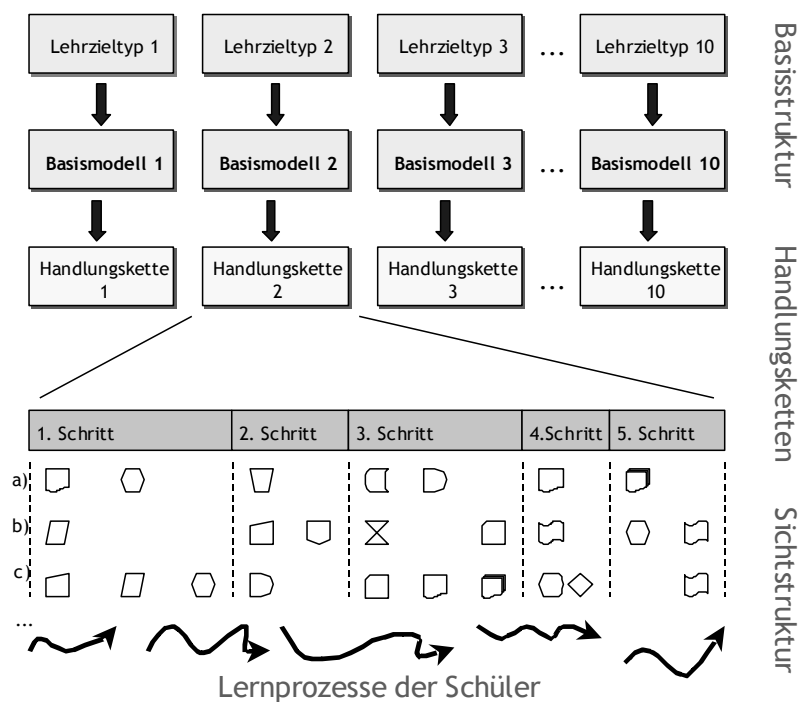 Lehrzieltyp 1 Lehrzieltyp 2 Lehrzieltyp 3 ... Lehrzieltyp 10
Basismodell 1 Basismodell 2 Basismodell 3 ... Basismodell 10
Handlungskette Handlungskette Handlungskette ... Handlungskette
1 2 3 10
1. Schritt 2. Schritt 3. Schritt 4.Schritt 5. Schritt
a)
b)
c)
...
Lernprozesse der Schüler
Basisstruktur
Handlungsketten
Sichtstruktur